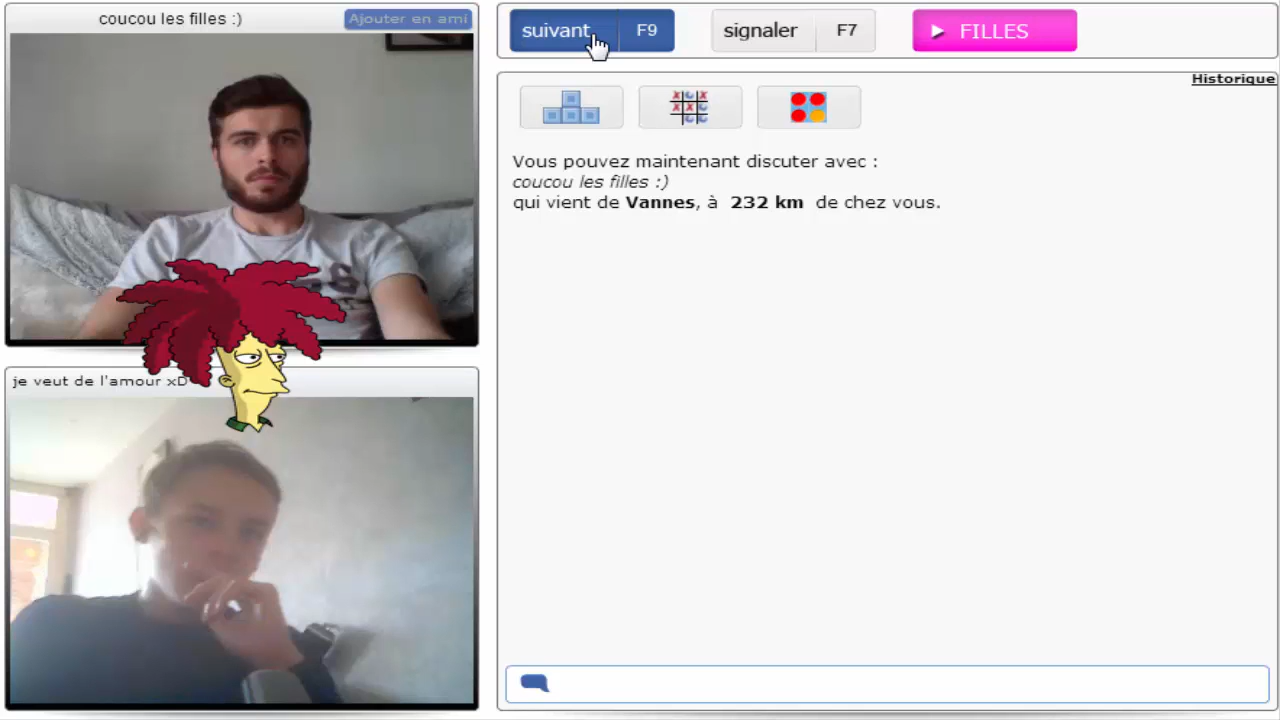 coucou les filles :)
Ajouter en ami
suivant F9
signaler F7
FILLES
Historique
Vous pouvez maintenant discuter avec :
coucou les filles :)
qui vient de Vannes, à 232 km de chez vous.
je veut de l'amour xD